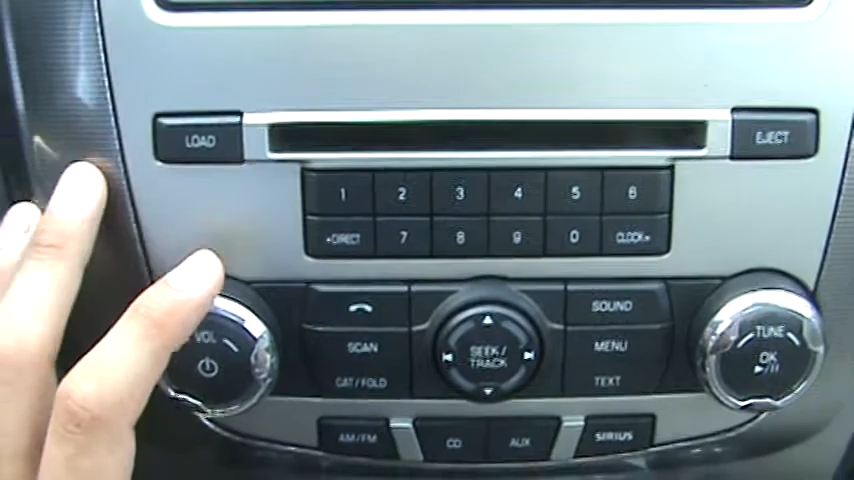 LOAD
EJECT
1 2 3 4 5 6
DIRECT 7 8 9 0 CLOCK
VOL
SCAN
CAT/FOLD
SEEK/
TRACK
SOUND
MENU
TEXT
TUNE
OK
AM/FM CD AUX SIRIUS